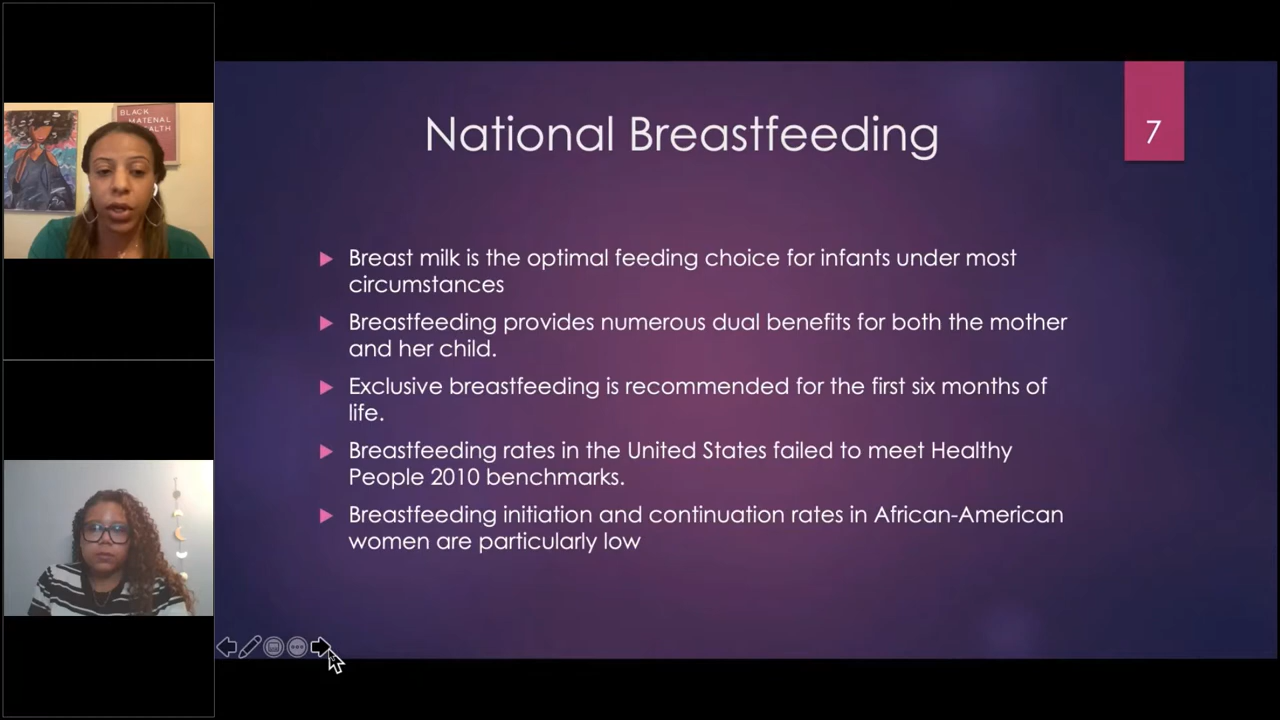 BLACK
MATENAL
National Breastfeeding
7
Breast milk is the optimal feeding choice for infants under most
circumstances
Breastfeeding provides numerous dual benefits for both the mother
and her child.
Exclusive breastfeeding is recommended for the first six months of
life.
Breastfeeding rates in the United States failed to meet Healthy
People 2010 benchmarks.
Breastfeeding initiation and continuation rates in African-American
women are particularly low